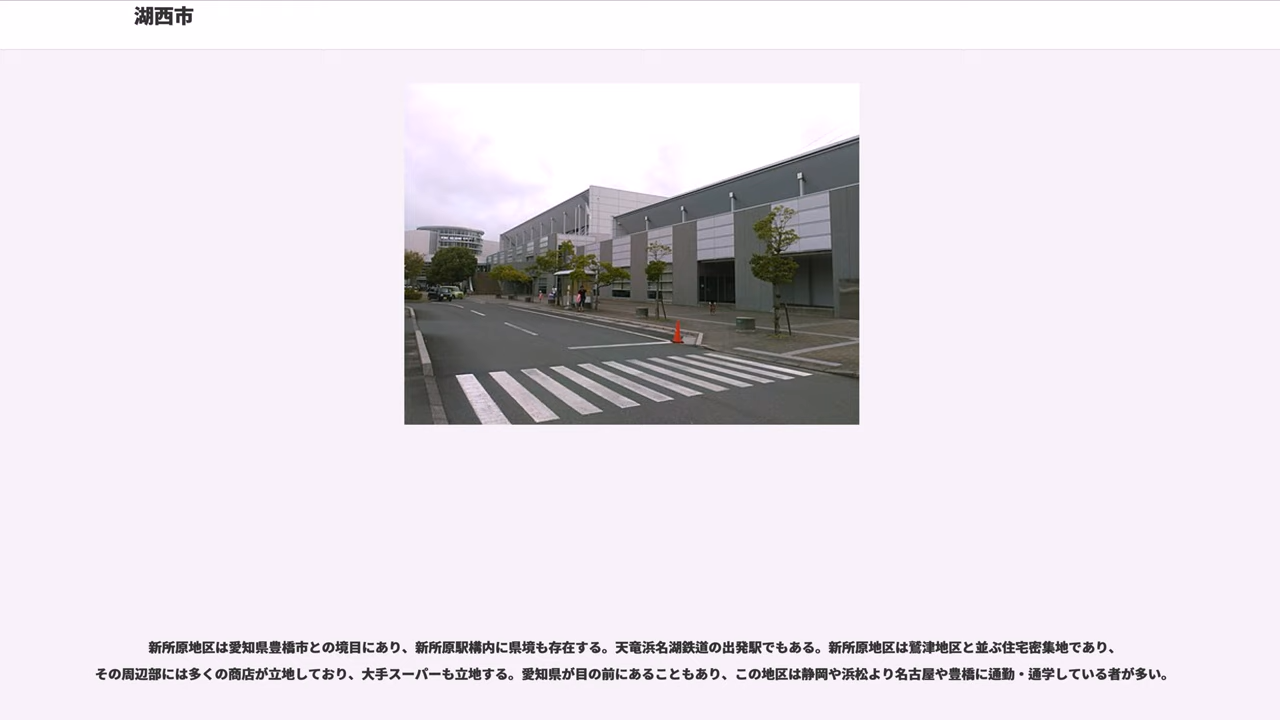 湖西市
新所原地区は愛知県豊橋市との境目にあり、新所原駅構内に県境も存在する。天竜浜名湖鉄道の出発駅でもある。新所原地区は鷲津地区と並ぶ住宅密集地であり、
その周辺部には多くの商店が立地しており、大手スーパーも立地する。愛知県が目の前にあることもあり、この地区は静岡や浜松より名古屋や豊橋に通勤・通学している者が多い。